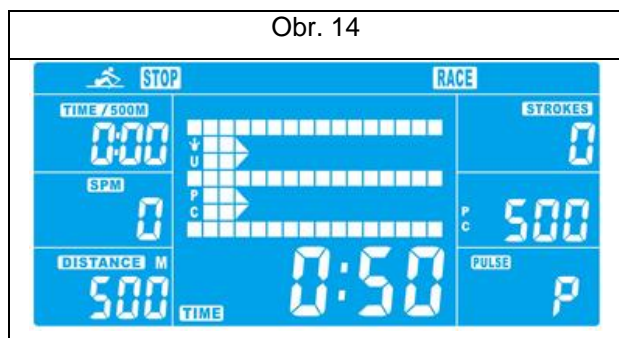 Obr. 14
STOP RACE
TIME/500M
0:00
STROKES
0
U
P
C
SPM
0
P
C
500
DISTANCE M
500
TIME
0:50
PULSE
P